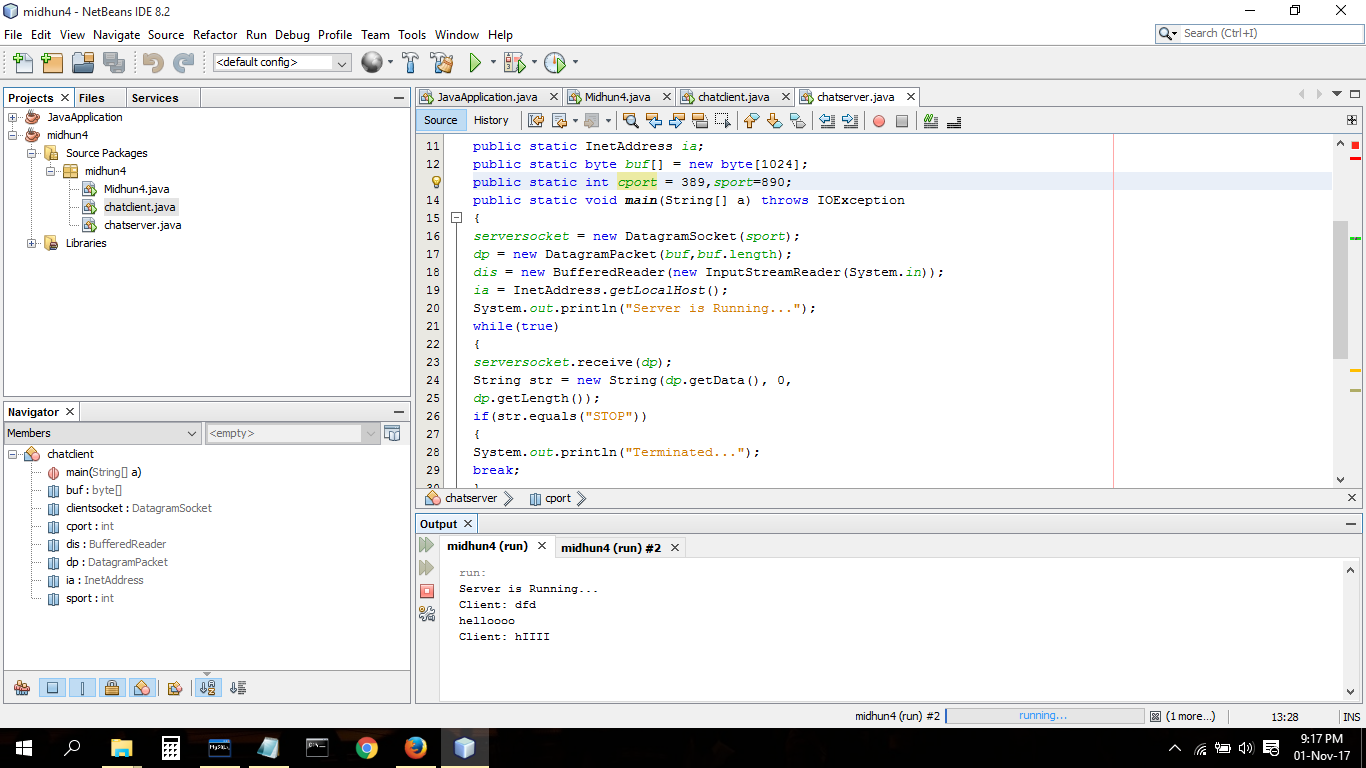 midhun4 - NetBeans IDE 8.2
File Edit View Navigate Source Refactor Run Debug Profile Team Tools Window Help
Search (Ctrl+I)
<default config>
Projects Files Services
JavaApplication
midhun4
Source Packages
midhun4
Midhun4.java
chatclient.java
chatserver.java
Libraries
Navigator
Members <empty>
chatclient
main(String[] a)
buf : byte[]
clientsocket : DatagramSocket
cport : int
dis : BufferedReader
dp : DatagramPacket
ia : InetAddress
sport : int
JavaApplication.java Midhun4.java chatclient.java chatserver.java
Source History
11 public static InetAddress ia;
12 public static byte buf[] = new byte[1024];
public static int cport = 389,sport=890;
14 public static void main(String[] a) throws IOException
15 {
16 serversocket = new DatagramSocket(sport);
17 dp = new DatagramPacket(buf,buf.length);
18 dis = new BufferedReader(new InputStreamReader(System.in));
19 ia = InetAddress.getLocalHost();
20 System.out.println("Server is Running...");
21 while(true)
22 {
23 serversocket.receive(dp);
24 String str = new String(dp.getData(), 0,
25 dp.getLength());
26 if(str.equals("STOP"))
27 {
28 System.out.println("Terminated...");
29 break;
chatserver cport
Output
midhun4 (run) midhun4 (run) #2
run:
Server is Running...
Client: dfd
helloooo
Client: hIIII
midhun4 (run) #2 running... (1 more...) 13:28 INS
9:17 PM
01-Nov-17